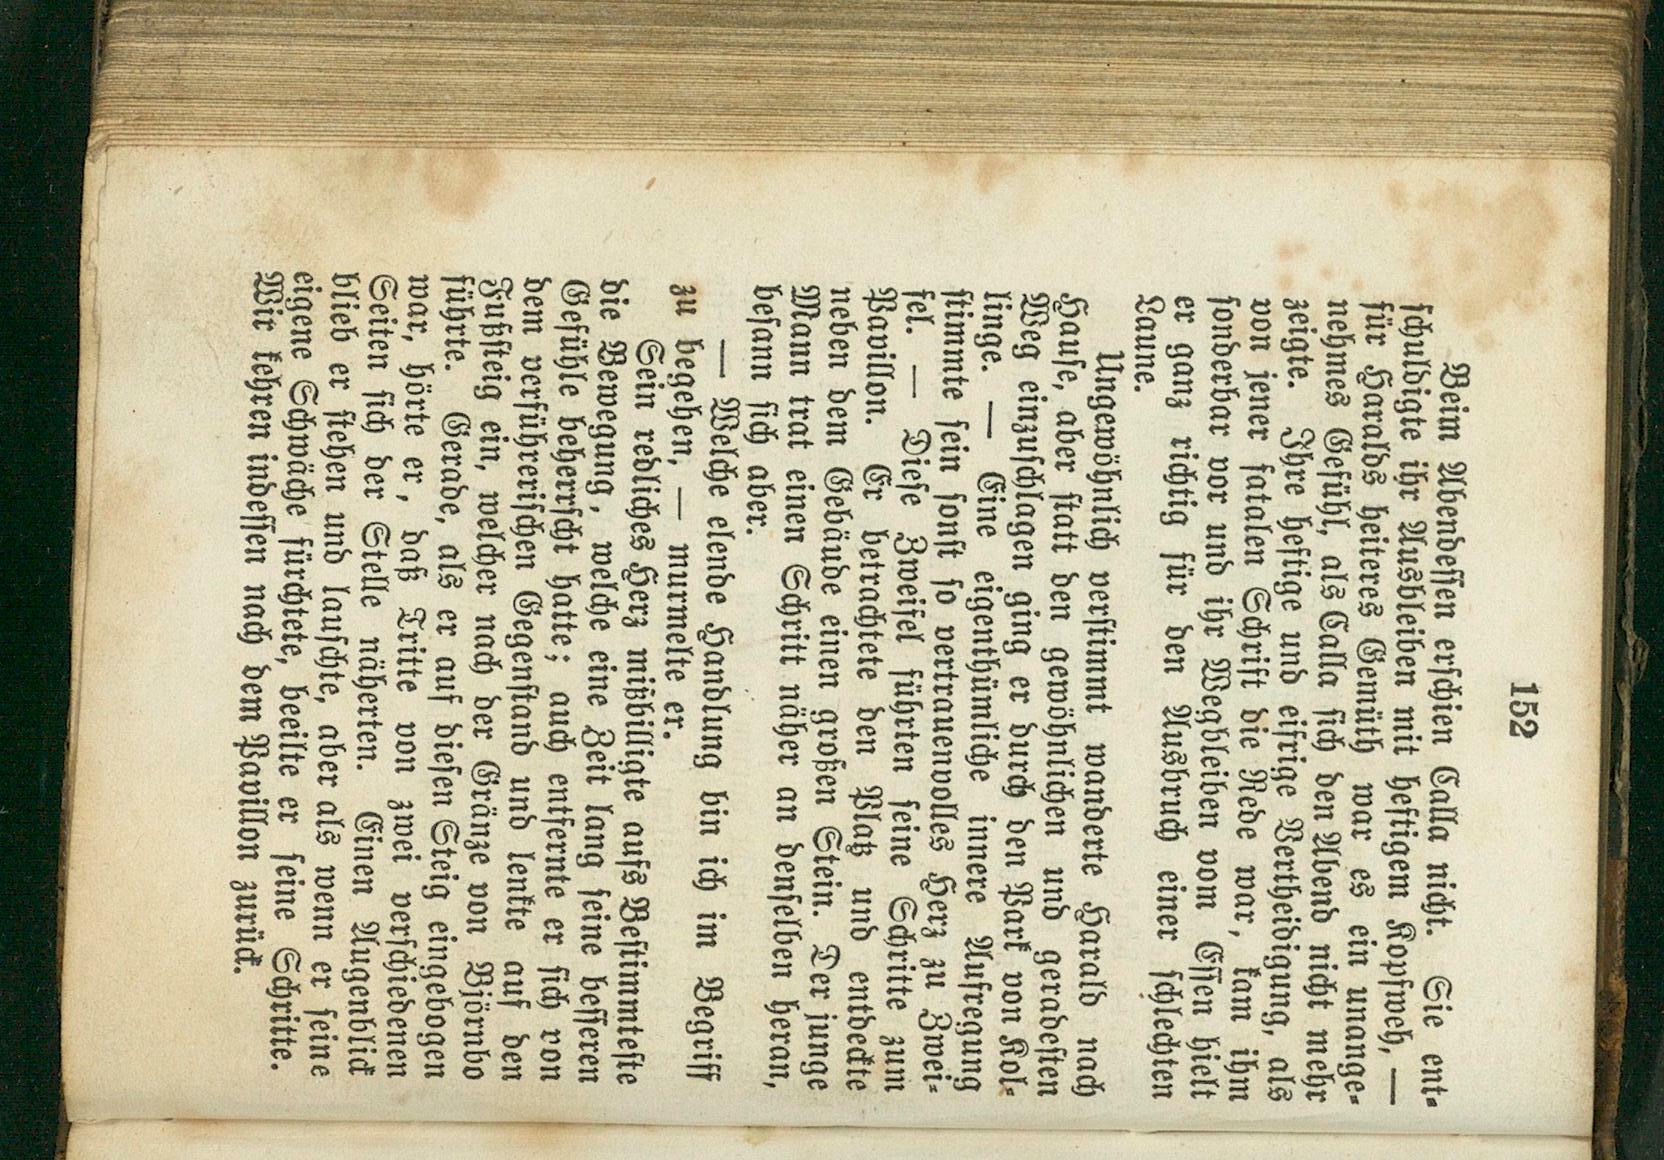 152
Beim Abendessen erschien Calla nicht. Sie ent-
schuldigte ihr Ausbleiben mit heftigem Kopfweh, —
für Haralds heiteres Gemüth war es ein unange-
nehmes Gefühl, als Calla sich den Abend nicht mehr
zeigte. Ihre heftige und eifrige Vertheidigung, als
von jener fatalen Schrift die Rede war, kam ihm
sonderbar vor und ihr Wegbleiben vom Essen hielt
er ganz richtig für den Ausbruch einer schlechten
Laune.
Ungewöhnlich verstimmt wanderte Harald nach
Hause, aber statt den gewöhnlichen und geradesten
Weg einzuschlagen ging er durch den Park von Kol-
linge. — Eine eigenthümliche innere Aufregung
stimmte sein sonst so vertrauenvolles Herz zu Zwei-
fel. — Diese Zweifel führten seine Schritte zum
Pavillon. Er betrachtete den Platz und entdeckte
neben dem Gebäude einen großen Stein. Der junge
Mann trat einen Schritt näher an denselben heran,
besann sich aber.
— Welche elende Handlung bin ich im Begriff
zu begehen, — murmelte er.
Sein redliches Herz mißbilligte aufs Bestimmteste
die Bewegung, welche eine Zeit lang seine besseren
Gefühle beherrscht hatte; auch entfernte er sich von
dem verführerischen Gegenstand und lenkte auf den
Fußsteig ein, welcher nach der Gränze von Björnbo
führte. Gerade, als er auf diesen Steig eingebogen
war, hörte er, daß Tritte von zwei verschiedenen
Seiten sich der Stelle näherten. Einen Augenblick
blieb er stehen und lauschte, aber als wenn er seine
eigene Schwäche fürchtete, beeilte er seine Schritte.
Wir kehren indessen nach dem Pavillon zurück.